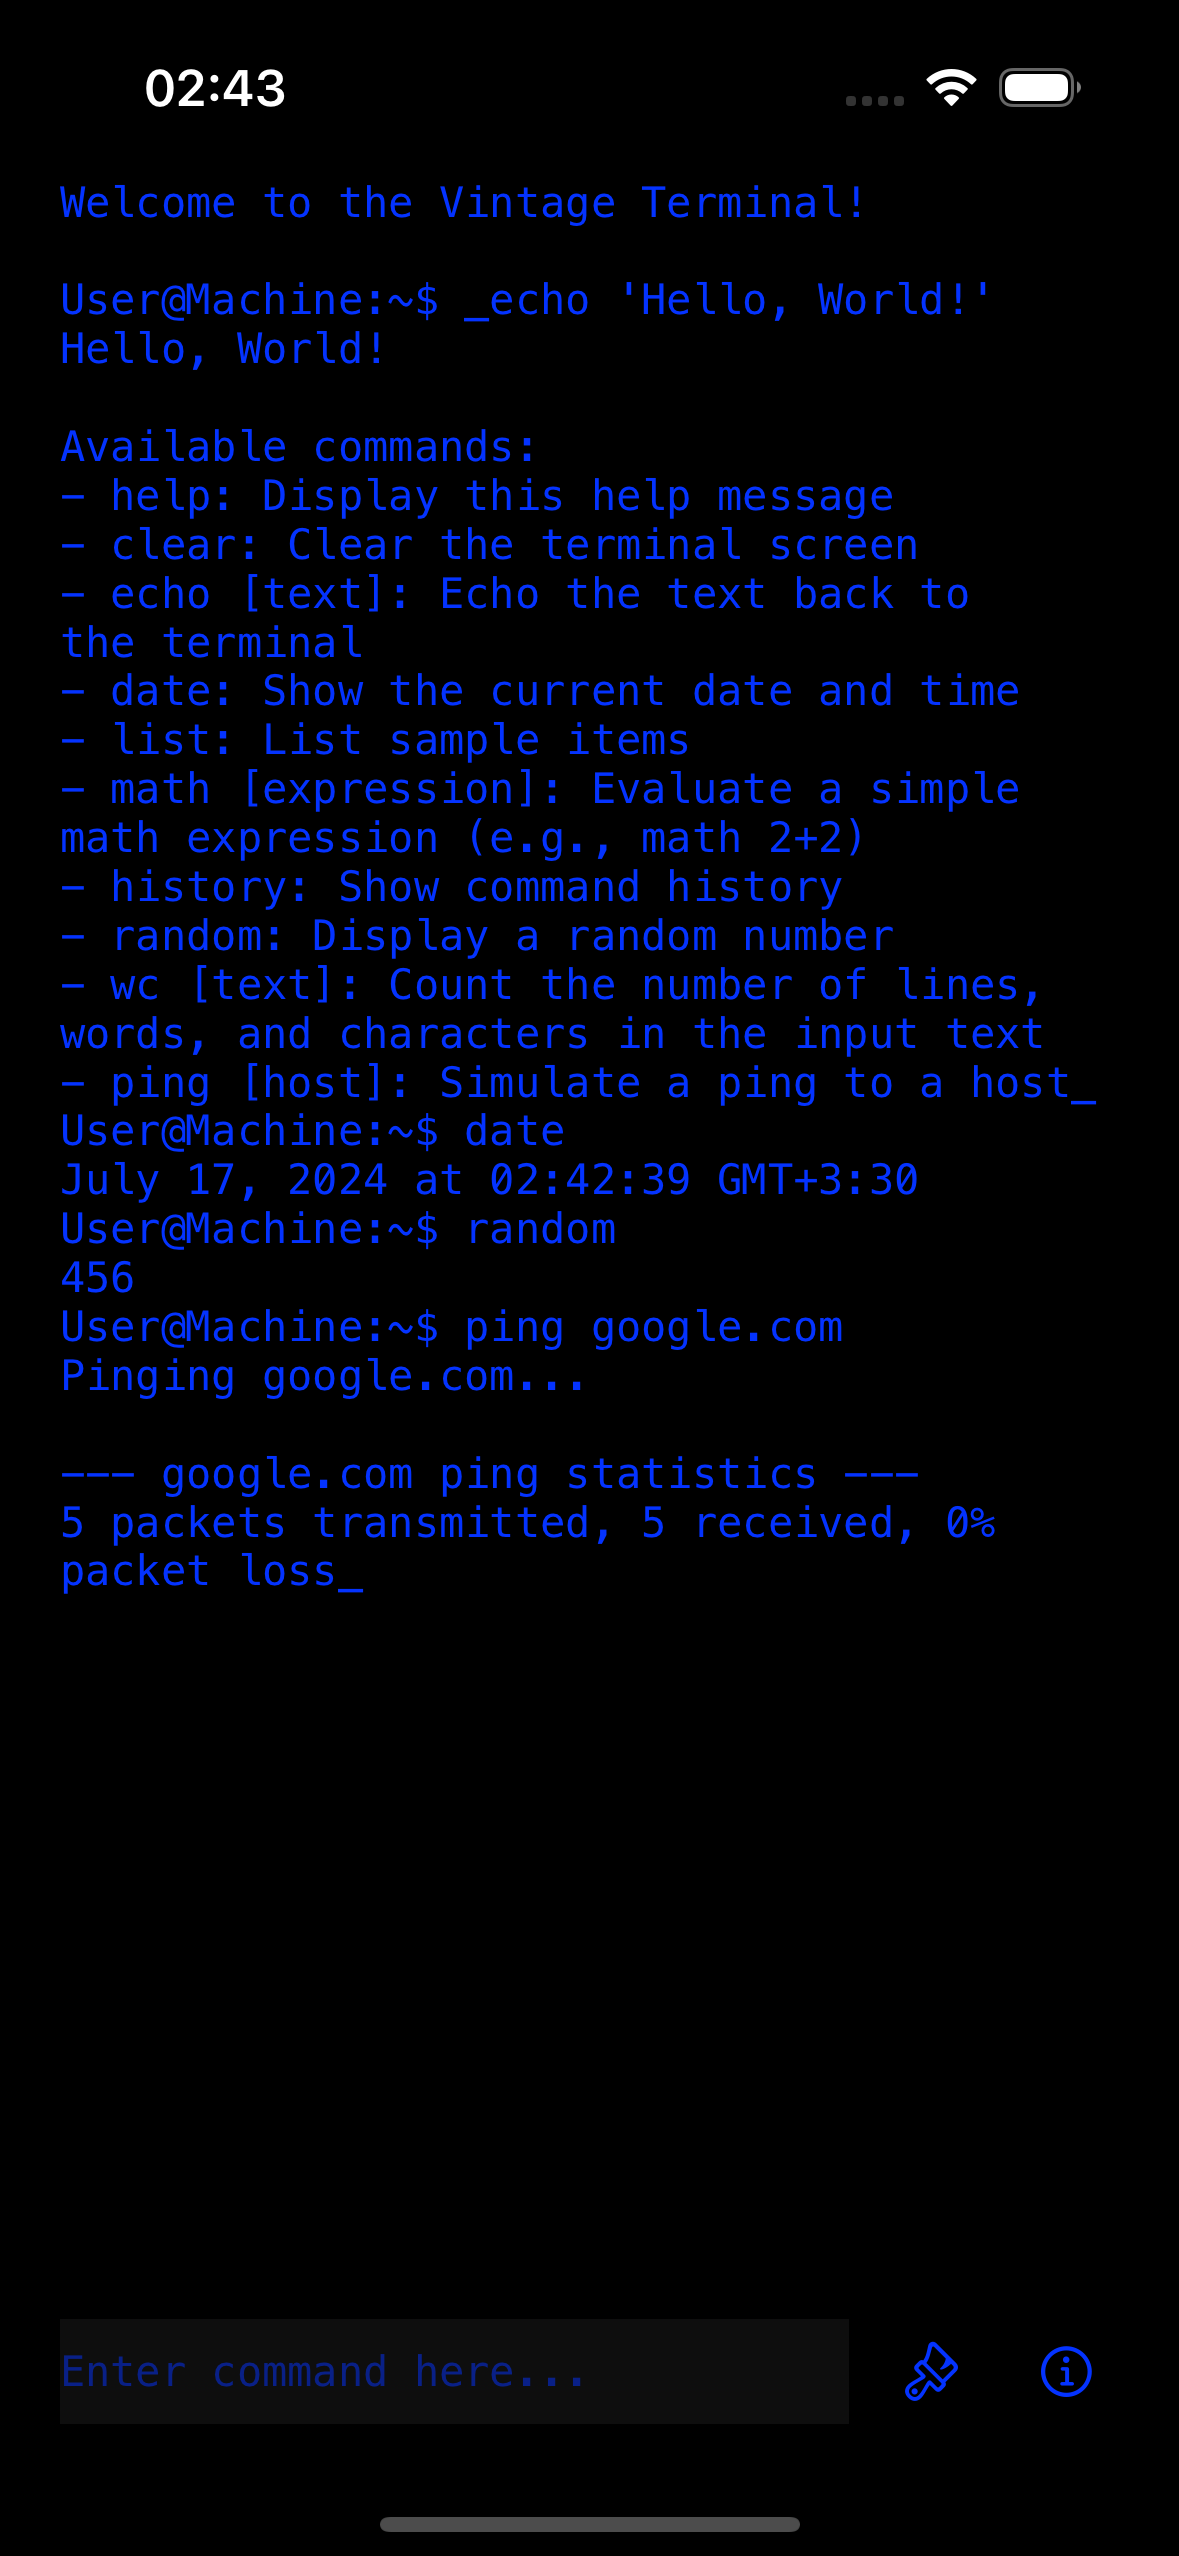 02:43
Welcome to the Vintage Terminal!
User@Machine:~$ _echo 'Hello, World!'
Hello, World!
Available commands:
- help: Display this help message
- clear: Clear the terminal screen
- echo [text]: Echo the text back to
the terminal
- date: Show the current date and time
- list: List sample items
- math [expression]: Evaluate a simple
math expression (e.g., math 2+2)
- history: Show command history
- random: Display a random number
- wc [text]: Count the number of lines,
words, and characters in the input text
- ping [host]: Simulate a ping to a host_
User@Machine:~$ date
July 17, 2024 at 02:42:39 GMT+3:30
User@Machine:~$ random
456
User@Machine:~$ ping google.com
Pinging google.com...
--- google.com ping statistics ---
5 packets transmitted, 5 received, 0%
packet loss_
Enter command here...